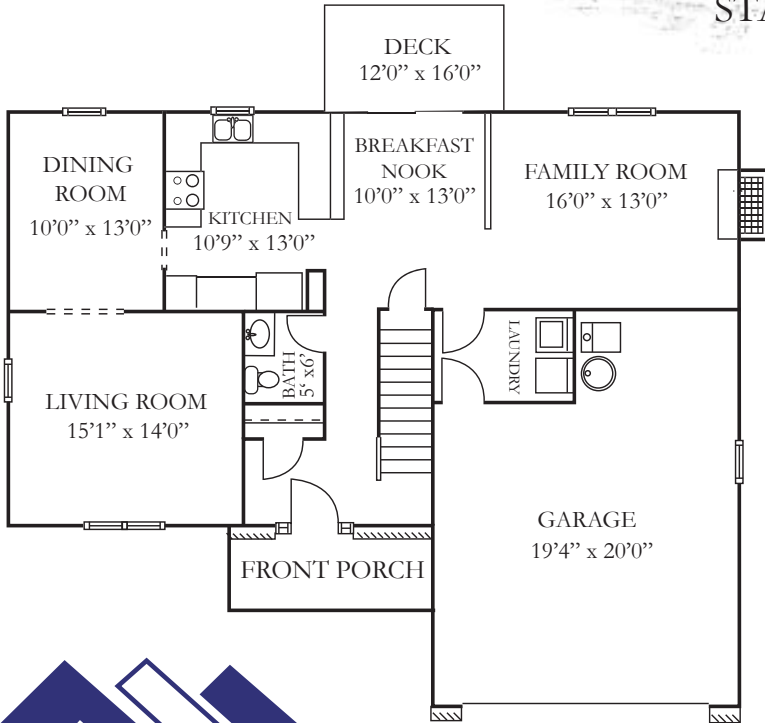 STA
DECK
12'0" x 16'0"
DINING
ROOM
10'0" x 13'0"
KITCHEN
10'9" x 13'0"
BREAKFAST
NOOK
10'0" x 13'0"
FAMILY ROOM
16'0" x 13'0"
LIVING ROOM
15'1" x 14'0"
BATH
5' x6'
LAUNDRY
GARAGE
19'4" x 20'0"
FRONT PORCH